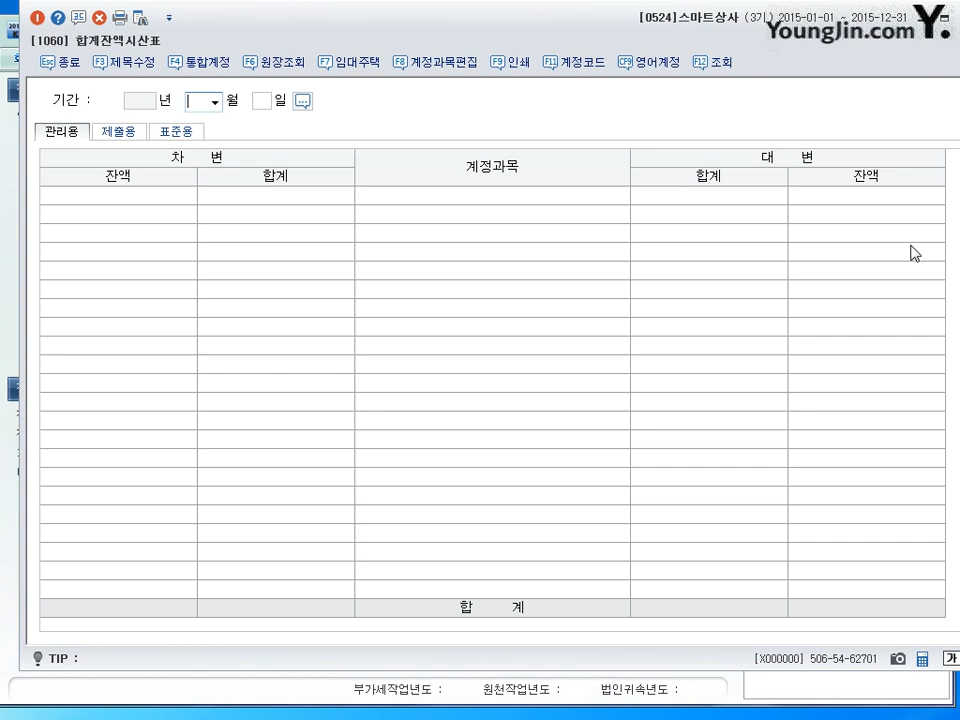 [0524]스마트상사 (3기) 2015-01-01 ~ 2015-12-31
YoungJin.com Y.
[1060] 합계잔액시산표
Esc 종료 F3 제목수정 F4 통합계정 F6 원장조회 F7 임대주택 F8 계정과목편집 F9 인쇄 F11 계정코드 CF9 영어계정 F12 조회
기간 : 년 월 일 ...
관리용 제출용 표준용
차 변 계정과목 대 변
잔액 합계 합계 잔액
합 계
TIP :
[X000000] 506-54-62701 가
부가세작업년도 : 원천작업년도 : 법인귀속년도 :